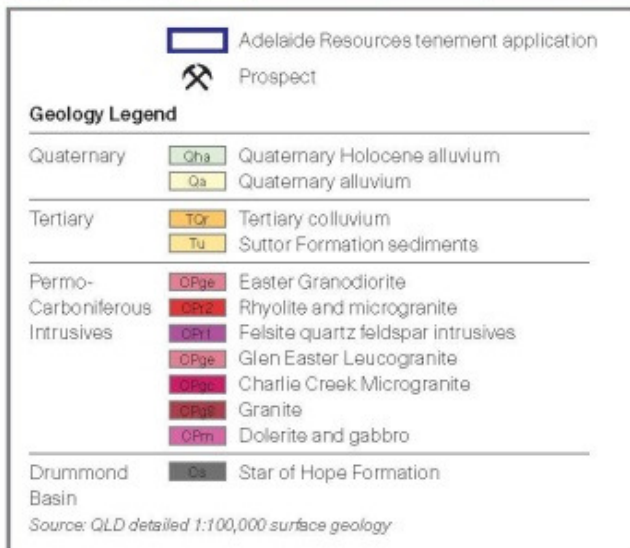 Adelaide Resources tenement application
Prospect
Geology Legend
Quaternary Qha Quaternary Holocene alluvium
Qa Quaternary alluvium
Tertiary TQr Tertiary colluvium
Tu Suttor Formation sediments
Permo- CPge Easter Granodiorite
Carboniferous CPr2 Rhyolite and microgranite
Intrusives CPr1 Felsite quartz feldspar intrusives
CPge Glen Easter Leucogranite
CPgc Charlie Creek Microgranite
CPg8 Granite
CPm Dolerite and gabbro
Drummond Cs Star of Hope Formation
Basin
Source: QLD detailed 1:100,000 surface geology